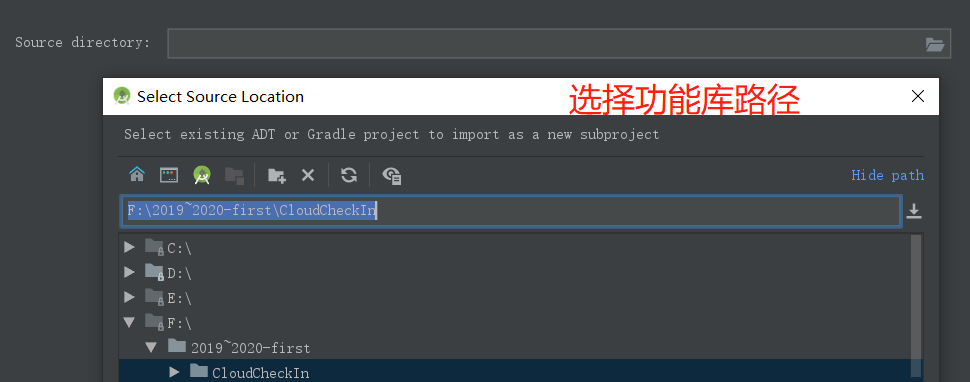 Source directory:
Select Source Location
选择功能库路径
Select existing ADT or Gradle project to import as a new subproject
Hide path
F:\2019~2020-first\CloudCheckIn
C:\
D:\
E:\
F:\
2019~2020-first
CloudCheckIn